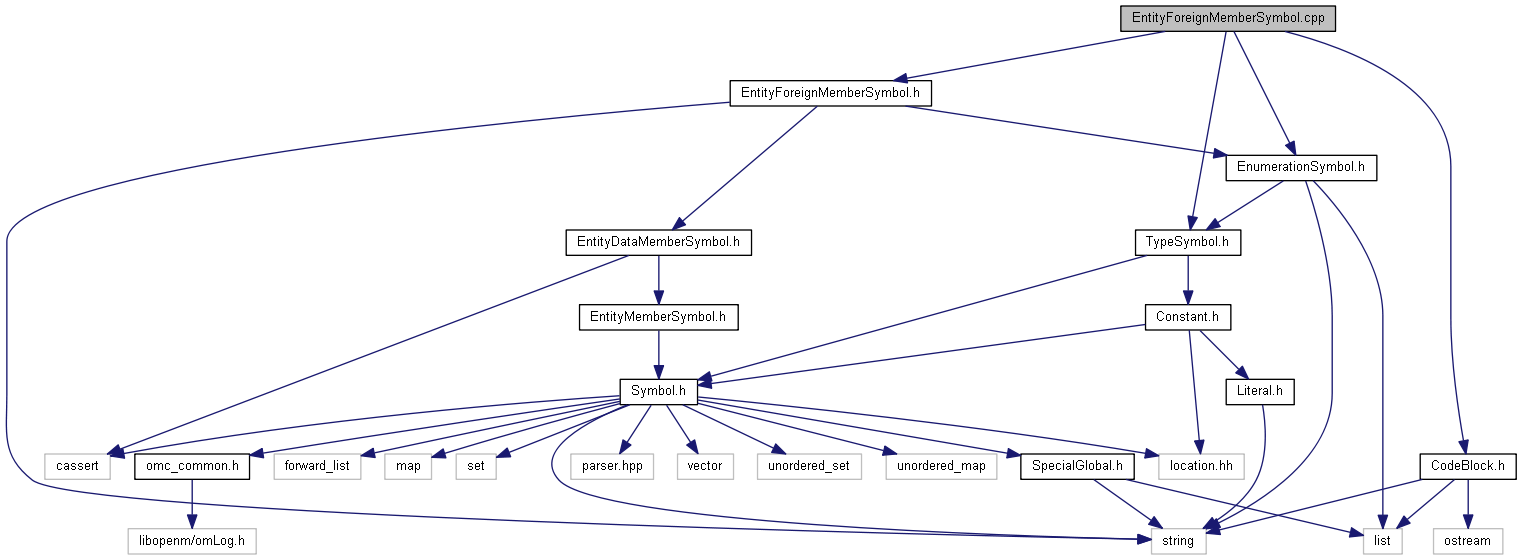 EntityForeignMemberSymbol.cpp
EntityForeignMemberSymbol.h
EnumerationSymbol.h
EntityDataMemberSymbol.h
TypeSymbol.h
EntityMemberSymbol.h
Constant.h
Symbol.h
Literal.h
cassert
omc_common.h
forward_list
map
set
parser.hpp
vector
unordered_set
unordered_map
SpecialGlobal.h
location.hh
CodeBlock.h
libopenm/omLog.h
string
list
ostream